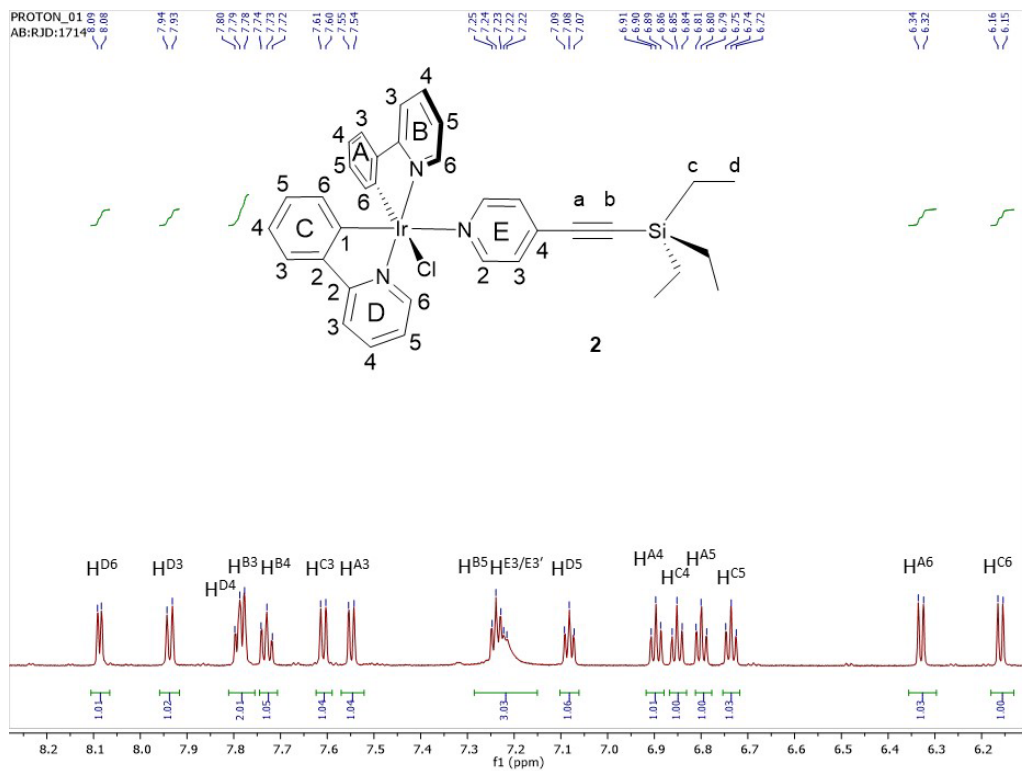 PROTON_01
AB:RJD:1714
8.09 8.08 7.94 7.93 7.80 7.79 7.78 7.74 7.73 7.72 7.61 7.60 7.55 7.54 7.25 7.24 7.23 7.22 7.22 7.09 7.08 7.07 6.91 6.90 6.89 6.86 6.85 6.84 6.81 6.80 6.79 6.75 6.74 6.72 6.34 6.32 6.16 6.15
4
3 B 5
3
4 A 6
5 N
6
c d
5 6
a b
4 C 1 Ir N E 4 Si
3 2 Cl 2 3
2 N
D 6
3 5
4
2
H^D6 H^D3 H^D4 H^B3 H^B4 H^C3 H^A3 H^B5 H^E3/E3′ H^D5 H^A4 H^C4 H^A5 H^C5 H^A6 H^C6
1.01 1.02 2.01 1.05 1.04 1.04 3.03 1.06 1.01 1.00 1.00 1.03 1.03 1.00
8.2 8.1 8.0 7.9 7.8 7.7 7.6 7.5 7.4 7.3 7.2 7.1 7.0 6.9 6.8 6.7 6.6 6.5 6.4 6.3 6.2
f1 (ppm)